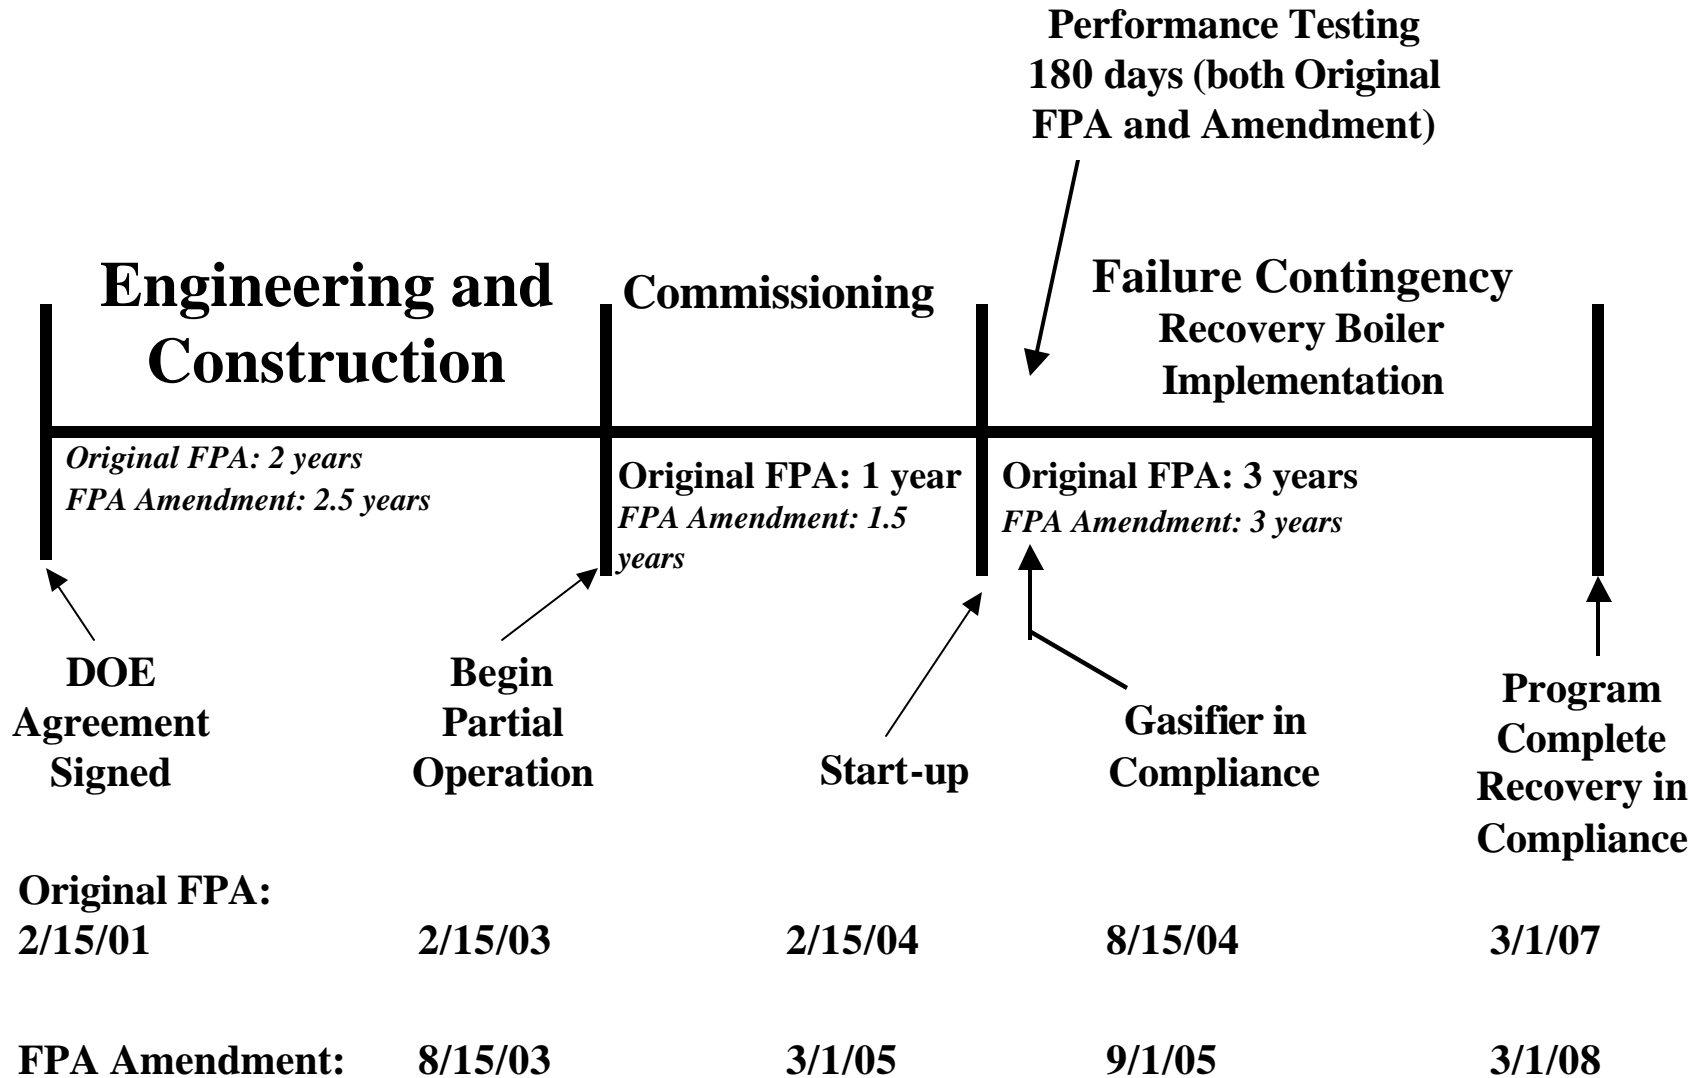 Performance Testing
180 days (both Original
FPA and Amendment)
Engineering and
Construction
Commissioning
Failure Contingency
Recovery Boiler
Implementation
Original FPA: 2 years
FPA Amendment: 2.5 years
Original FPA: 1 year
FPA Amendment: 1.5
years
Original FPA: 3 years
FPA Amendment: 3 years
DOE
Agreement
Signed
Begin
Partial
Operation
Start-up
Gasifier in
Compliance
Program
Complete
Recovery in
Compliance
Original FPA:
2/15/01 2/15/03 2/15/04 8/15/04 3/1/07
FPA Amendment: 8/15/03 3/1/05 9/1/05 3/1/08